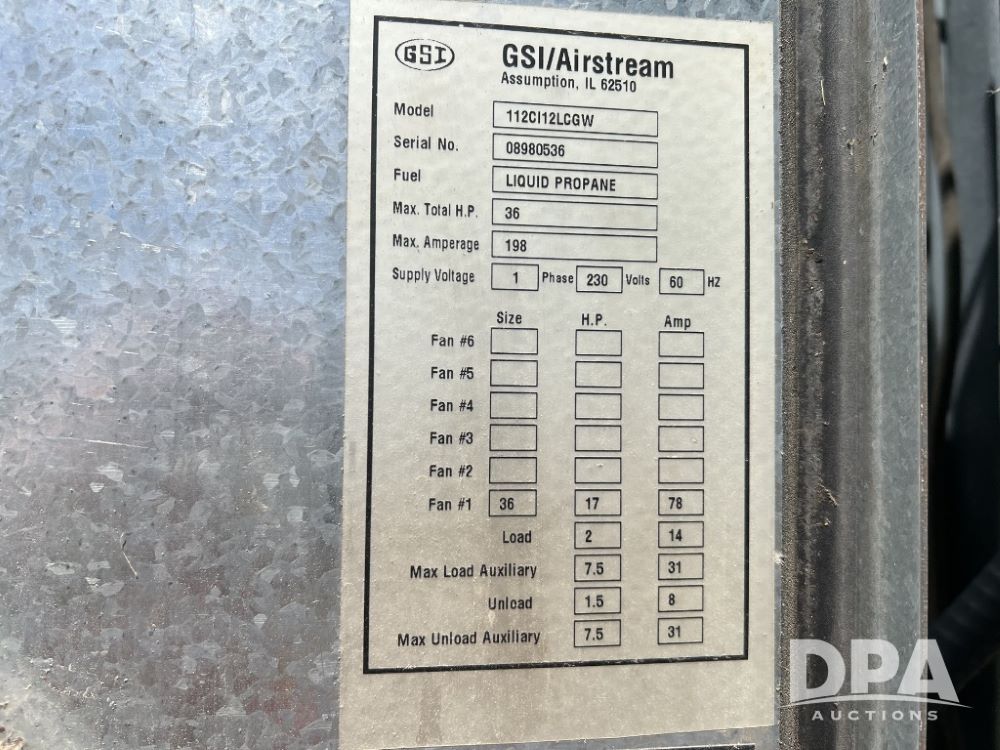 GSI GSI/Airstream
Assumption, IL 62510
Model 112CI12LCGW
Serial No. 08980536
Fuel LIQUID PROPANE
Max. Total H.P. 36
Max. Amperage 198
Supply Voltage 1 Phase 230 Volts 60 HZ
Size H.P. Amp
Fan #6
Fan #5
Fan #4
Fan #3
Fan #2
Fan #1 36 17 78
Load 2 14
Max Load Auxiliary 7.5 31
Unload 1.5 8
Max Unload Auxiliary 7.5 31
DPA
AUCTIONS